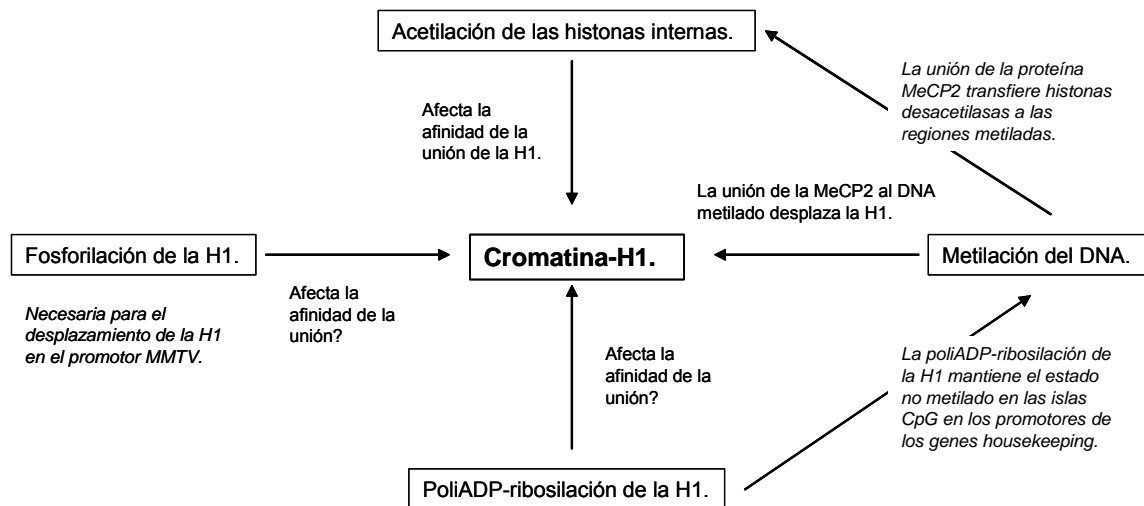 Acetilación de las histonas internas.
La unión de la proteína
MeCP2 transfiere histonas
desacetilasas a las
regiones metiladas.
Afecta la
afinidad de la
unión de la H1.
La unión de la MeCP2 al DNA
metilado desplaza la H1.
Fosforilación de la H1.
Cromatina-H1.
Metilación del DNA.
Necesaria para el
desplazamiento de la H1
en el promotor MMTV.
Afecta la
afinidad de la
unión?
Afecta la
afinidad de la
unión?
La poliADP-ribosilación de
la H1 mantiene el estado
no metilado en las islas
CpG en los promotores de
los genes housekeeping.
PoliADP-ribosilación de la H1.